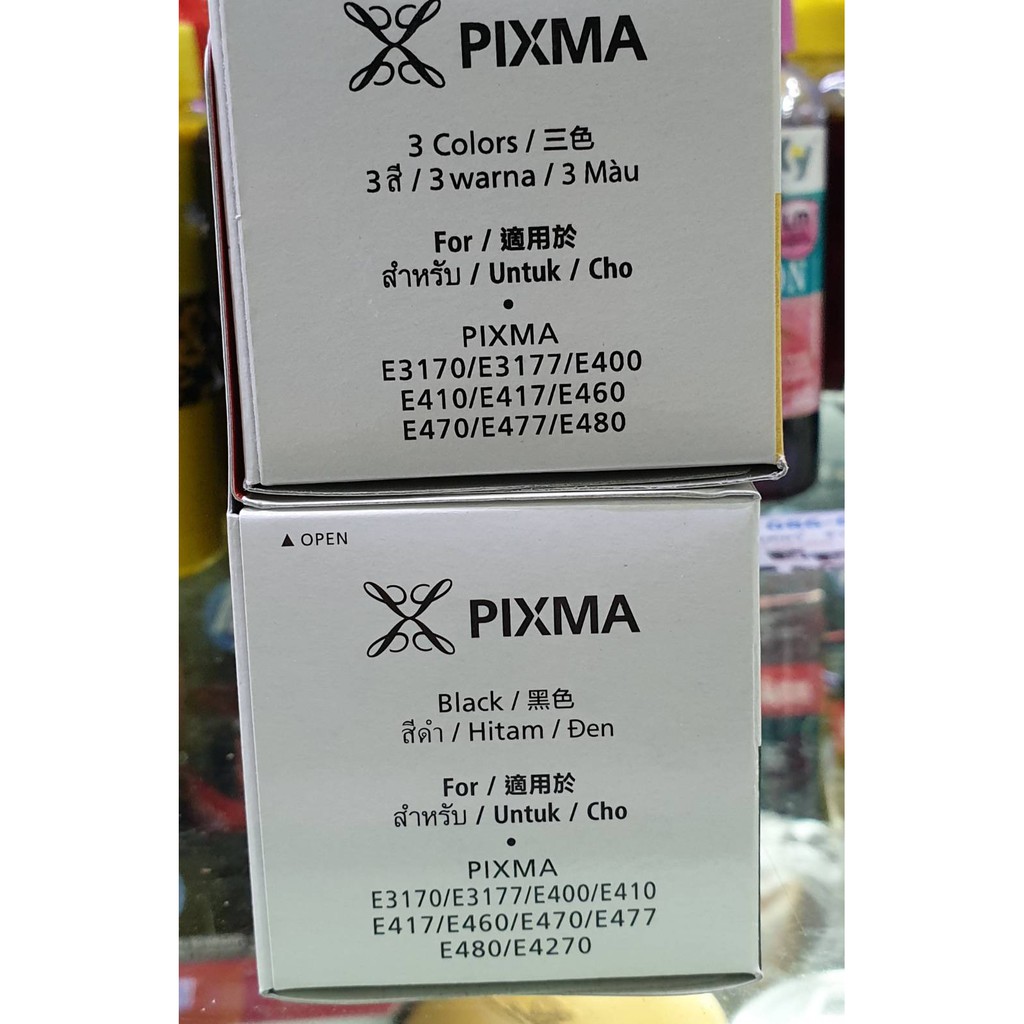 PIXMA
3 Colors / 三色
3 สี / 3 warna / 3 Màu
For / 適用於
สำหรับ / Untuk / Cho
•
PIXMA
E3170/E3177/E400
E410/E417/E460
E470/E477/E480
▲ OPEN
PIXMA
Black / 黑色
สีดำ / Hitam / Đen
For / 適用於
สำหรับ / Untuk / Cho
•
PIXMA
E3170/E3177/E400/E410
E417/E460/E470/E477
E480/E4270